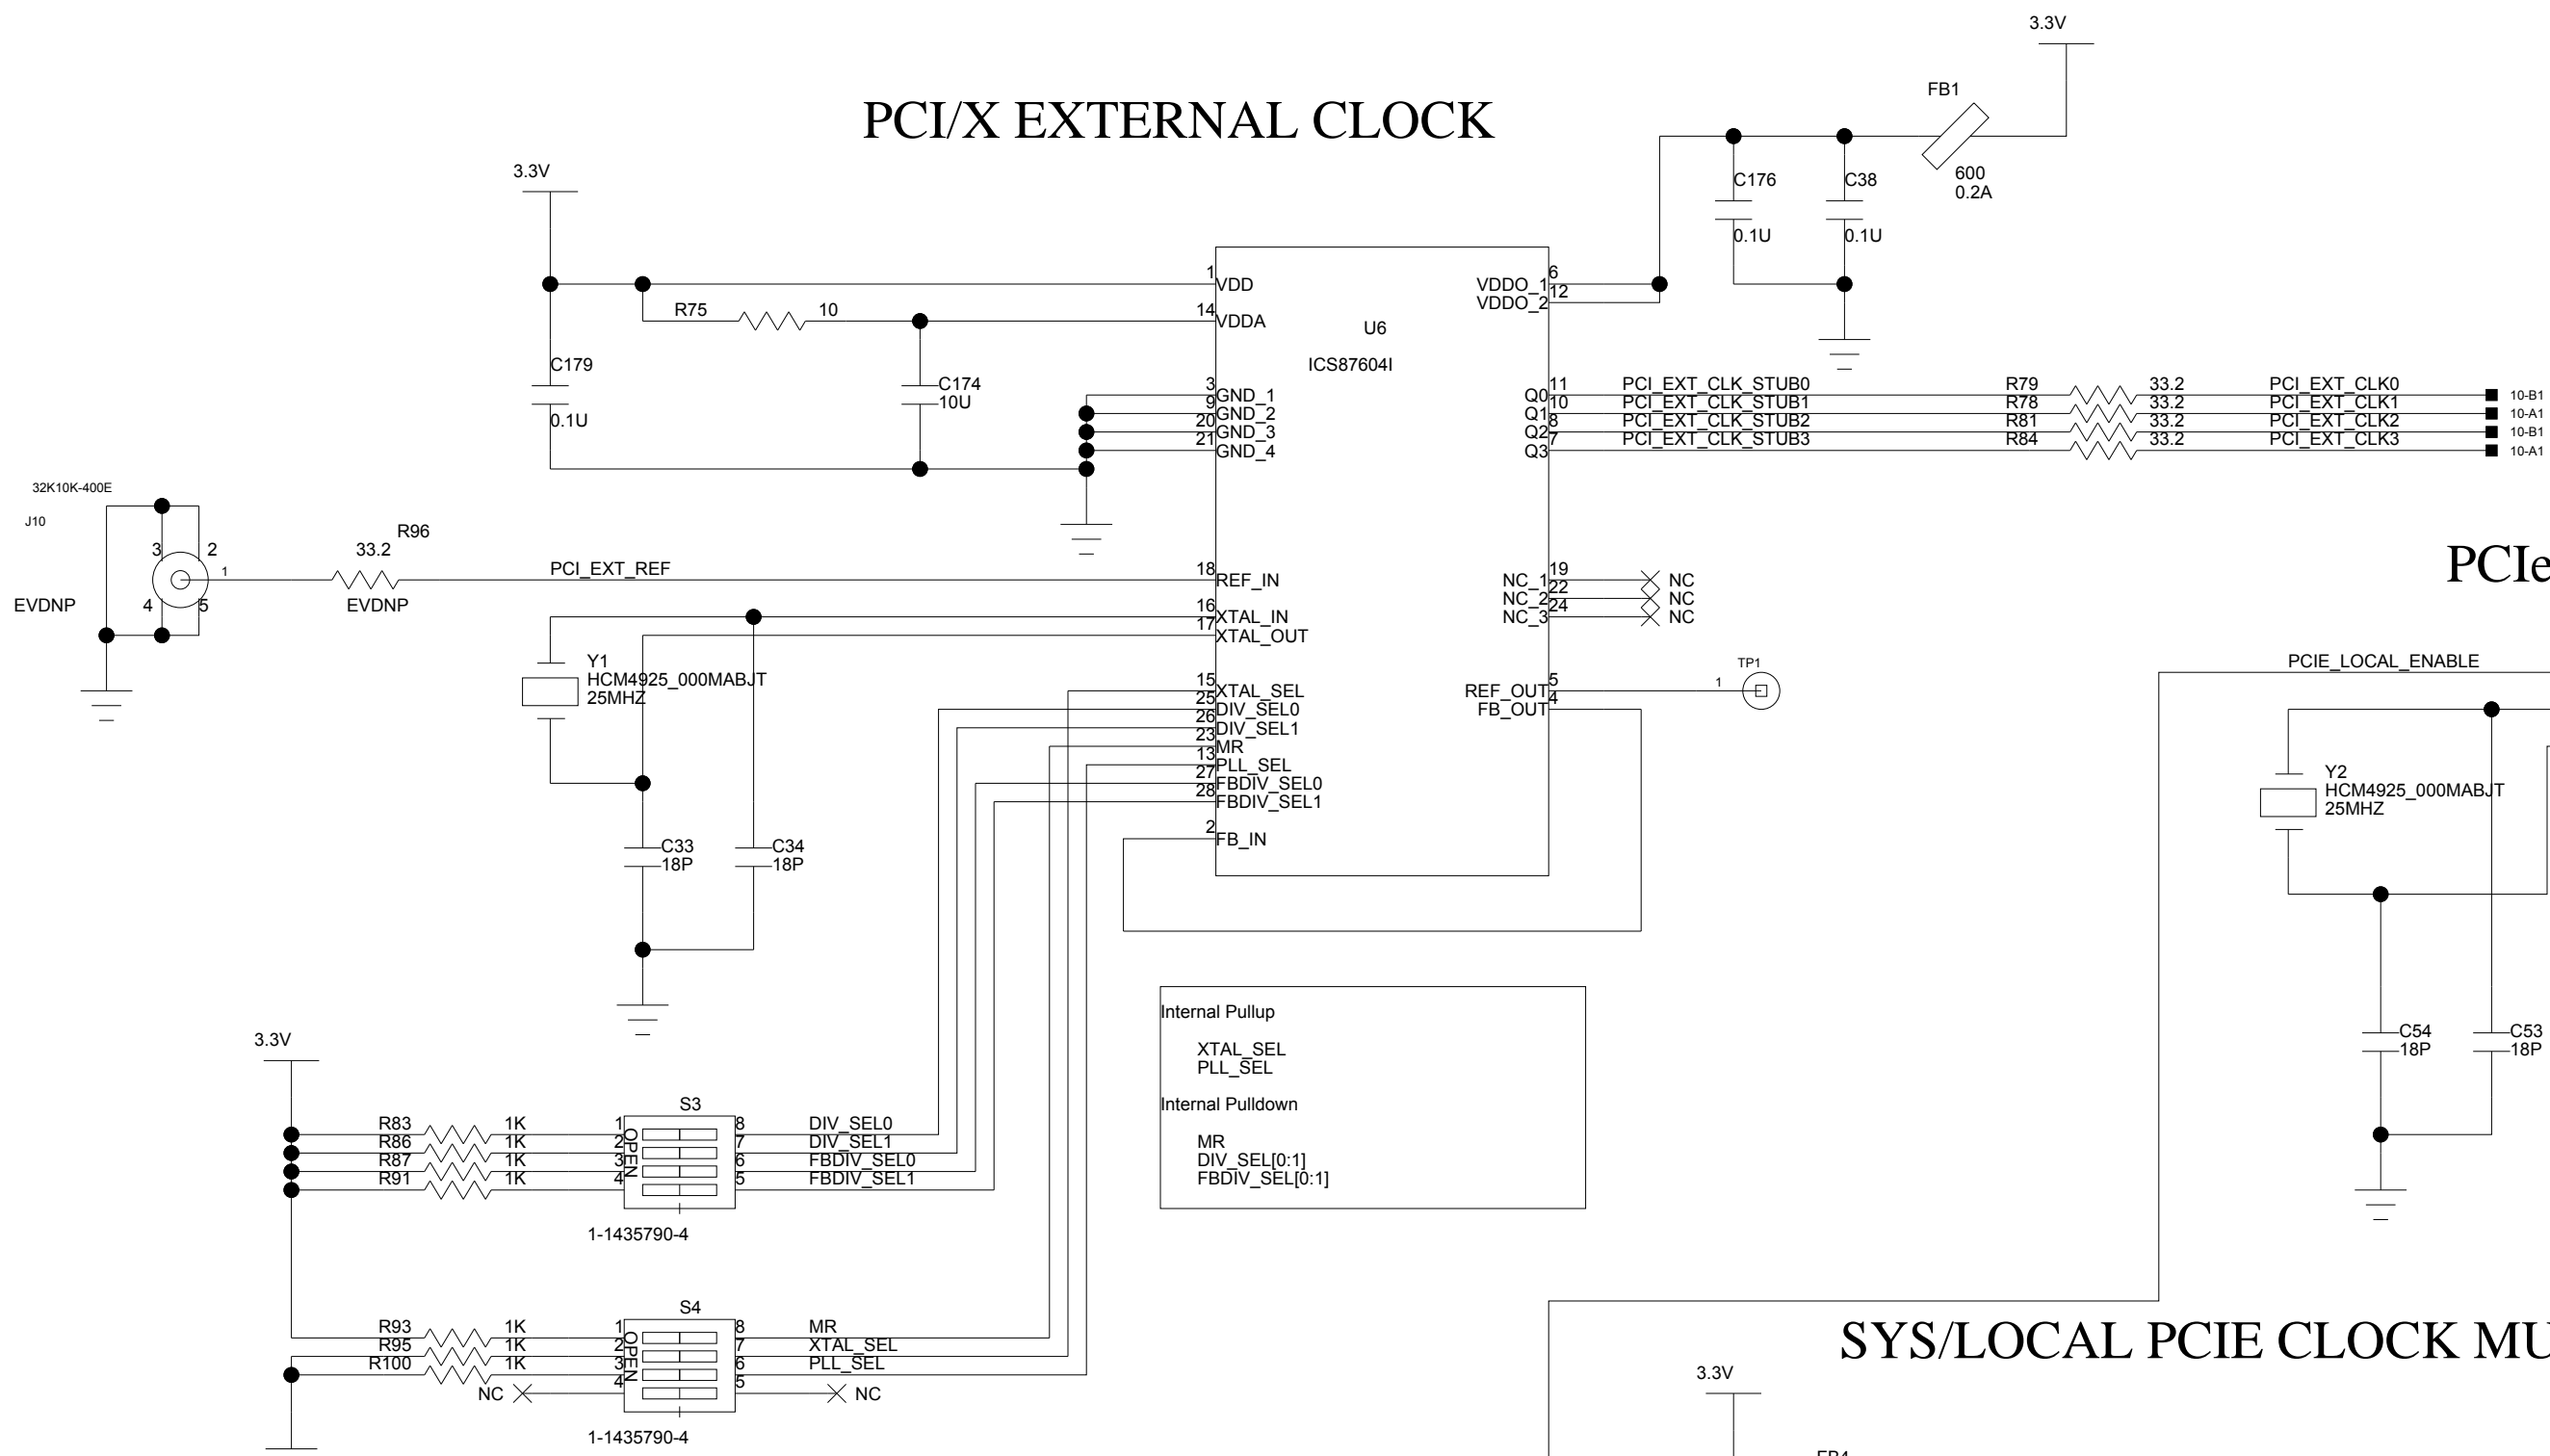 3.3V
FB1
PCI/X EXTERNAL CLOCK
600
0.2A
3.3V
C176
0.1U
C38
0.1U
1 VDD
14 VDDA
R75 10
C179
0.1U
C174
10U
3 GND_1
9 GND_2
20 GND_3
21 GND_4
U6
ICS87604I
VDDO_1 6
VDDO_2 12
Q0 11 PCI_EXT_CLK_STUB0 R79 33.2 PCI_EXT_CLK0 10-B1
Q1 10 PCI_EXT_CLK_STUB1 R78 33.2 PCI_EXT_CLK1 10-A1
Q2 8 PCI_EXT_CLK_STUB2 R81 33.2 PCI_EXT_CLK2 10-B1
Q3 7 PCI_EXT_CLK_STUB3 R84 33.2 PCI_EXT_CLK3 10-A1
32K10K-400E
J10
3 2
1
4 5
EVDNP
R96
33.2
EVDNP
PCI_EXT_REF
18 REF_IN
16 XTAL_IN
17 XTAL_OUT
NC_1 19 NC
NC_2 22 NC
NC_3 24 NC
PCIe
Y1
HCM4925_000MABJT
25MHZ
15 XTAL_SEL
25 DIV_SEL0
26 DIV_SEL1
23 MR
13 PLL_SEL
27 FBDIV_SEL0
28 FBDIV_SEL1
2 FB_IN
REF_OUT 5
FB_OUT 4
1 TP1
PCIE_LOCAL_ENABLE
Y2
HCM4925_000MABJT
25MHZ
C33
18P
C34
18P
Internal Pullup
XTAL_SEL
PLL_SEL
Internal Pulldown
MR
DIV_SEL[0:1]
FBDIV_SEL[0:1]
C54
18P
C53
18P
3.3V
S3
R83 1K 1 8 DIV_SEL0
R86 1K 2 7 DIV_SEL1
R87 1K 3 6 FBDIV_SEL0
R91 1K 4 5 FBDIV_SEL1
OPEN
1-1435790-4
S4
R93 1K 1 8 MR
R95 1K 2 7 XTAL_SEL
R100 1K 3 6 PLL_SEL
NC 4 5 NC
OPEN
1-1435790-4
SYS/LOCAL PCIE CLOCK MU
3.3V